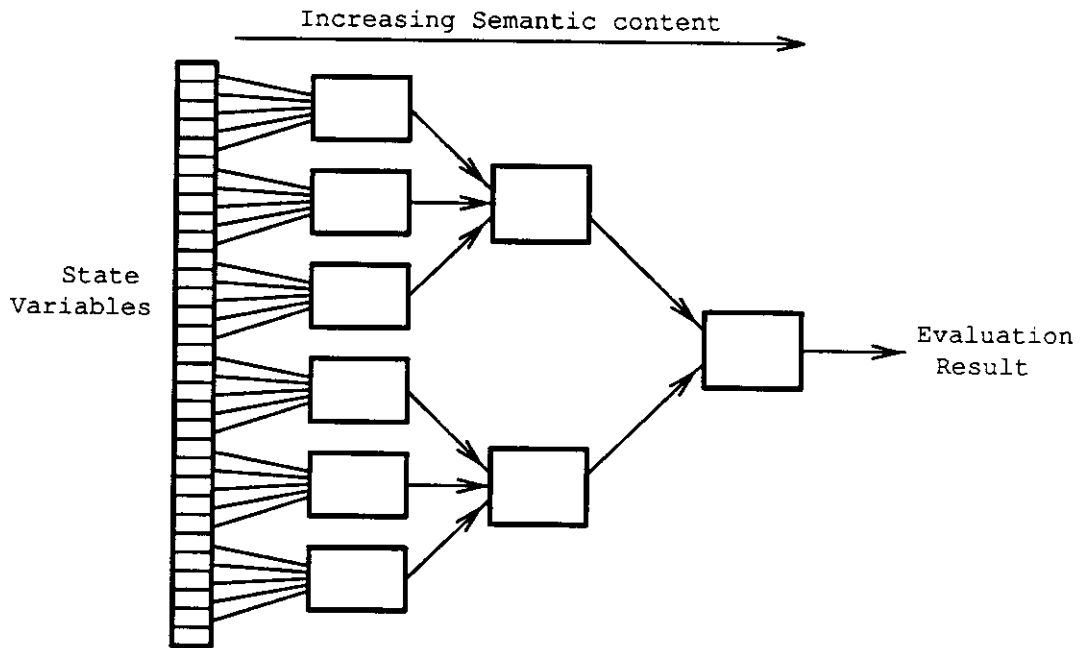 Increasing Semantic content
State
Variables
Evaluation
Result